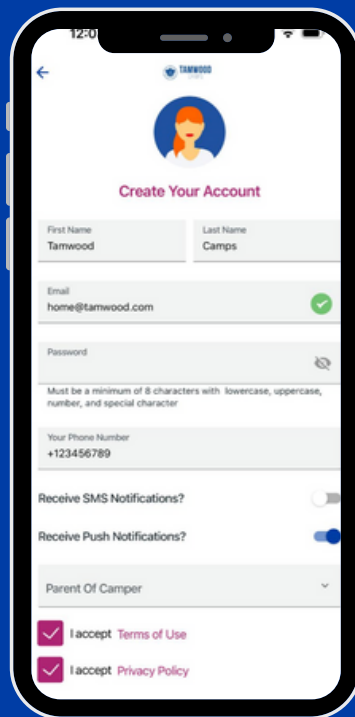 12:0
TAMWOOD
CAMPS
Create Your Account
First Name
Tamwood
Last Name
Camps
Email
home@tamwood.com
Password
Must be a minimum of 8 characters with lowercase, uppercase,
number, and special character
Your Phone Number
+123456789
Receive SMS Notifications?
Receive Push Notifications?
Parent Of Camper
I accept Terms of Use
I accept Privacy Policy